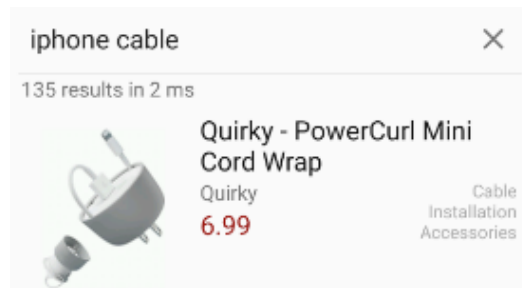 iphone cable
135 results in 2 ms
Quirky - PowerCurl Mini
Cord Wrap
Quirky
6.99
Cable
Installation
Accessories